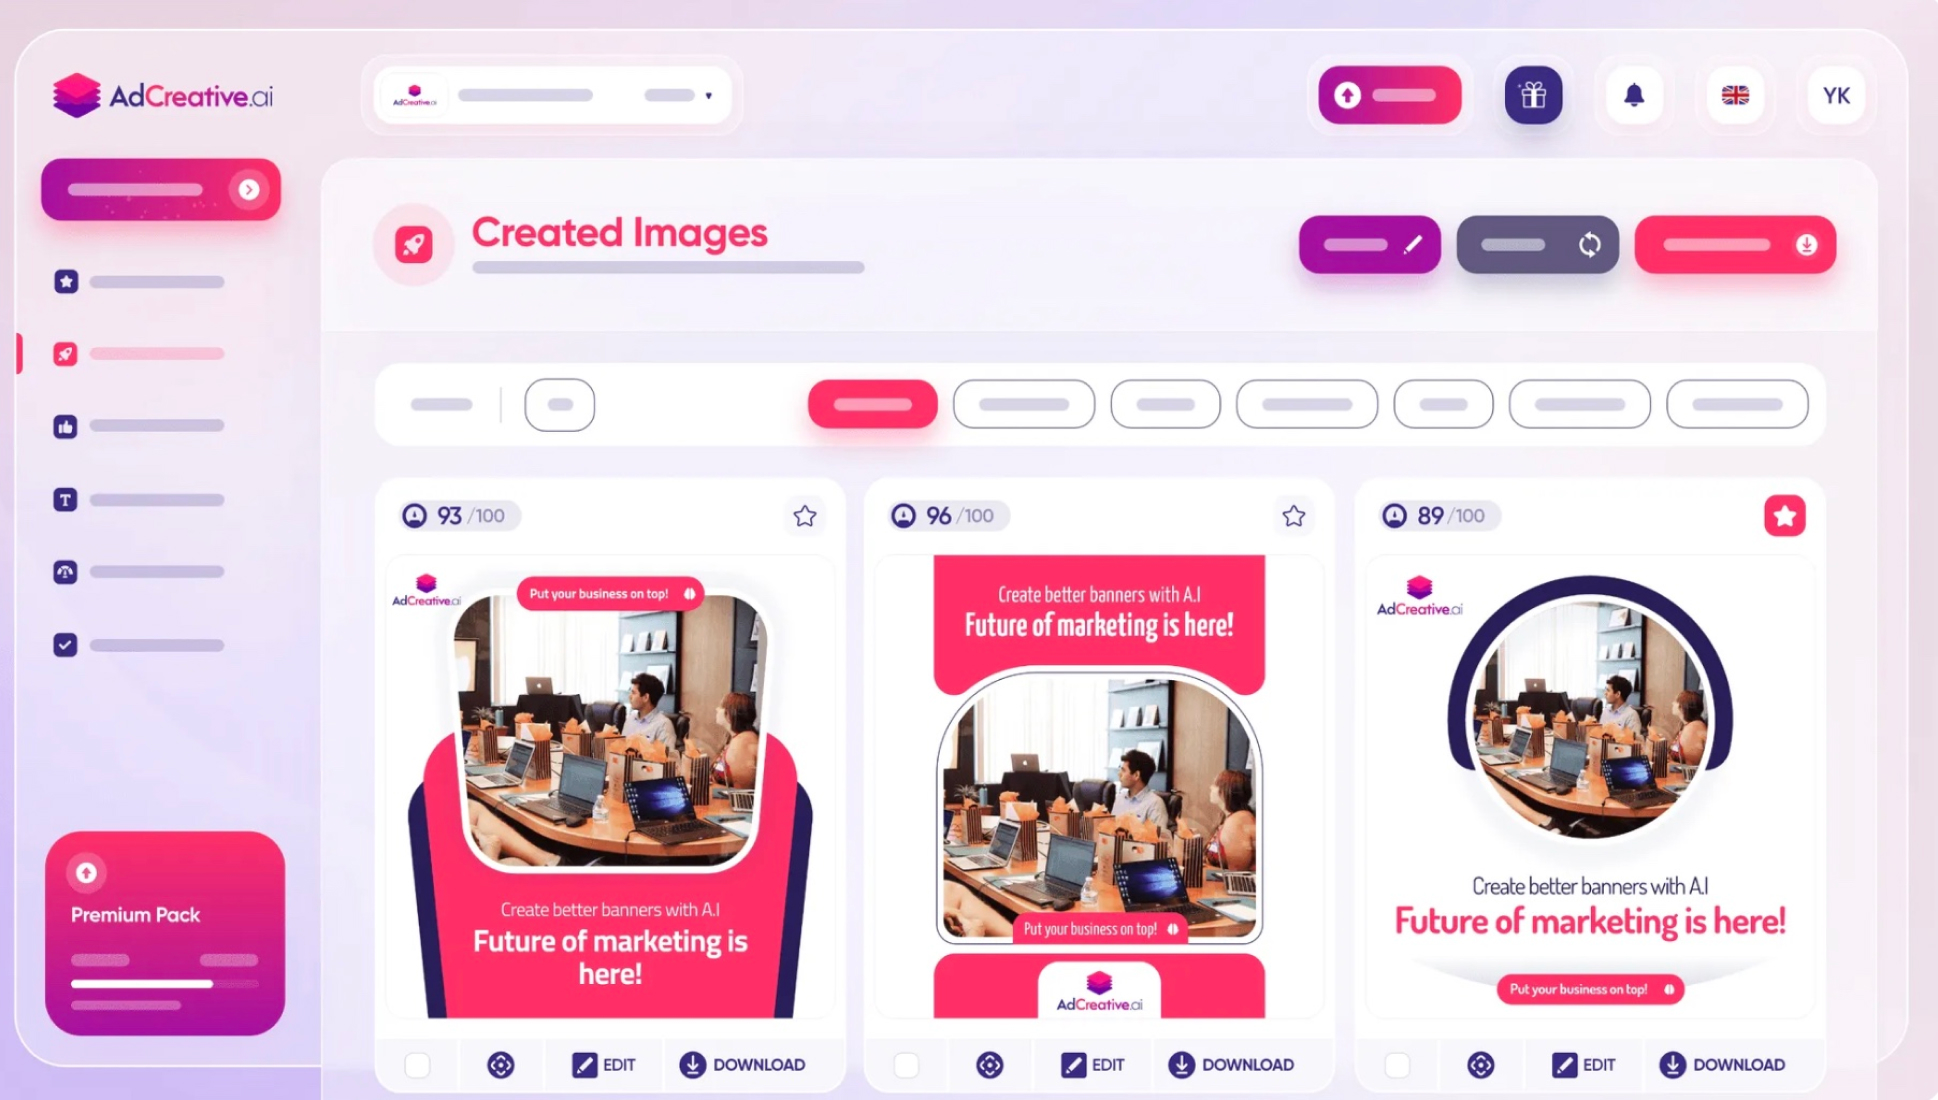 AdCreative.ai
AdCreative.ai
YK
Created Images
93 /100
96 /100
89 /100
AdCreative.ai
Put your business on top!
Create better banners with A.I
Future of marketing is
here!
Create better banners with A.I
Future of marketing is here!
Put your business on top!
AdCreative.ai
AdCreative.ai
Create better banners with A.I
Future of marketing is here!
Put your business on top!
Premium Pack
EDIT
DOWNLOAD
EDIT
DOWNLOAD
EDIT
DOWNLOAD